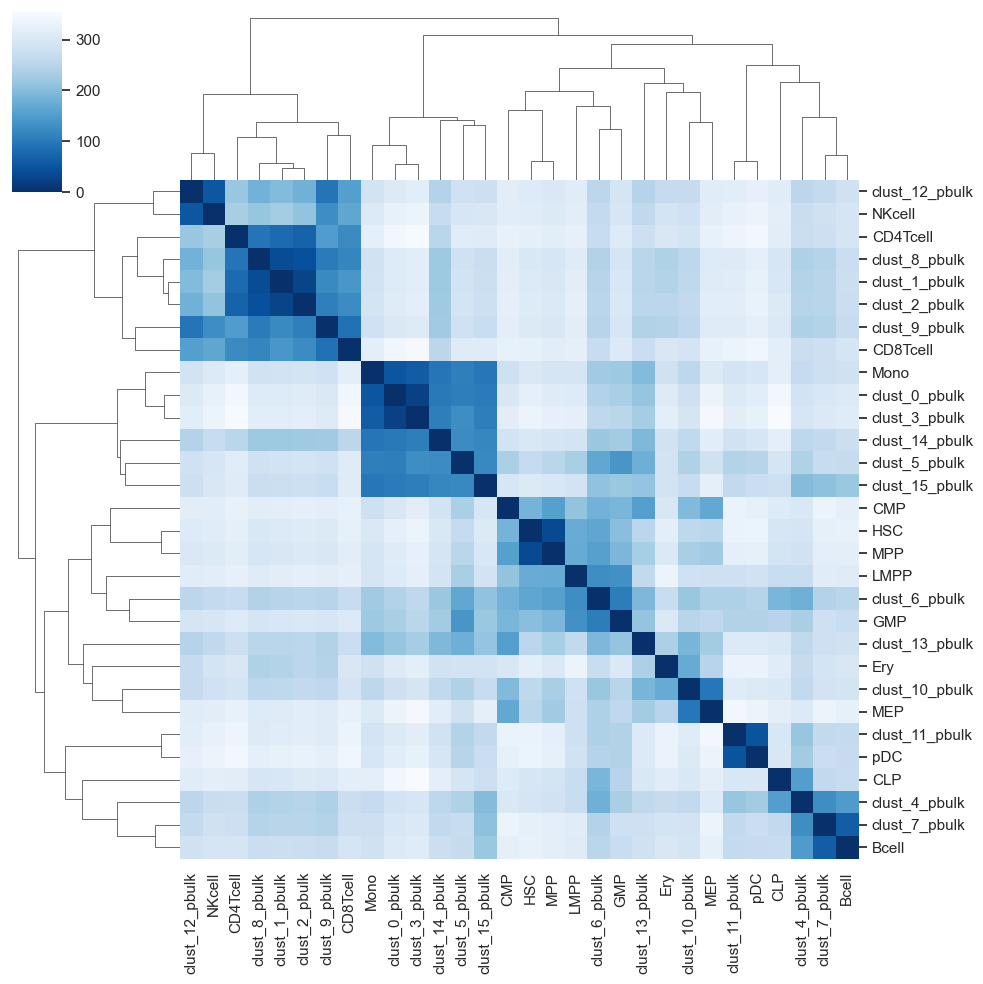 300
200
100
0
clust_12_pbulk
NKcell
CD4Tcell
clust_8_pbulk
clust_1_pbulk
clust_2_pbulk
clust_9_pbulk
CD8Tcell
Mono
clust_0_pbulk
clust_3_pbulk
clust_14_pbulk
clust_5_pbulk
clust_15_pbulk
CMP
HSC
MPP
LMPP
clust_6_pbulk
GMP
clust_13_pbulk
Ery
clust_10_pbulk
MEP
clust_11_pbulk
pDC
CLP
clust_4_pbulk
clust_7_pbulk
Bcell
clust_12_pbulk
NKcell
CD4Tcell
clust_8_pbulk
clust_1_pbulk
clust_2_pbulk
clust_9_pbulk
CD8Tcell
Mono
clust_0_pbulk
clust_3_pbulk
clust_14_pbulk
clust_5_pbulk
clust_15_pbulk
CMP
HSC
MPP
LMPP
clust_6_pbulk
GMP
clust_13_pbulk
Ery
clust_10_pbulk
MEP
clust_11_pbulk
pDC
CLP
clust_4_pbulk
clust_7_pbulk
Bcell